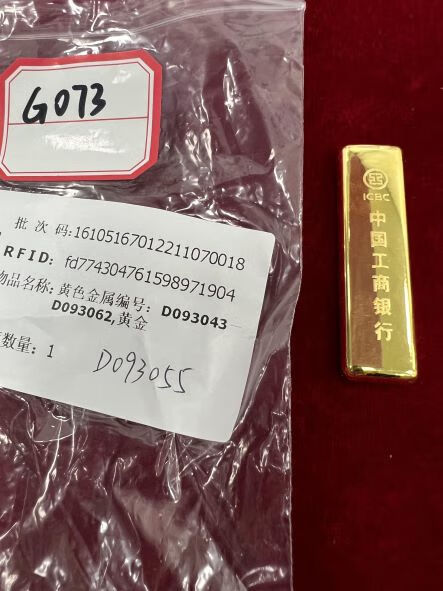 G073
批次码:16105167012211070018
RFID: fd774304761598971904
物品名称:黄色金属编号: D093043
D093062,黄金
数量: 1
D093055
ICBC
中国工商银行